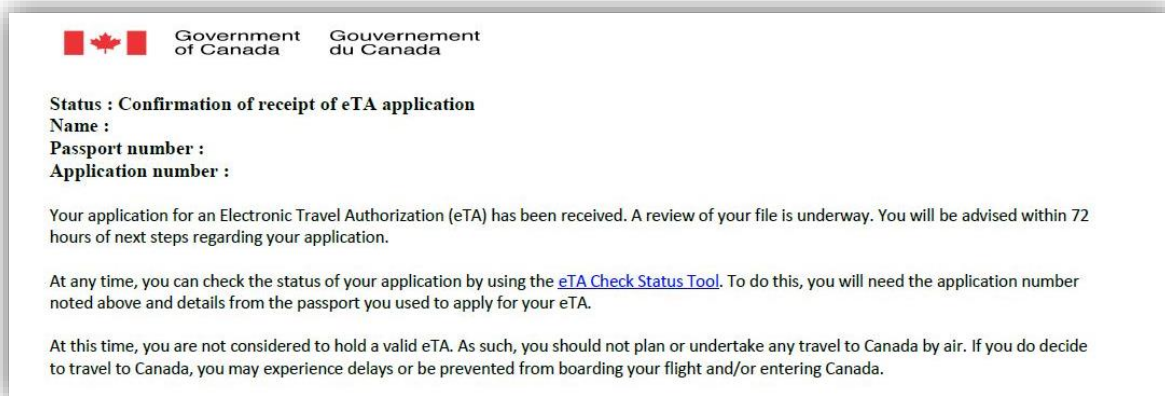 Government Gouvernement
of Canada du Canada
Status : Confirmation of receipt of eTA application
Name :
Passport number :
Application number :
Your application for an Electronic Travel Authorization (eTA) has been received. A review of your file is underway. You will be advised within 72
hours of next steps regarding your application.
At any time, you can check the status of your application by using the eTA Check Status Tool. To do this, you will need the application number
noted above and details from the passport you used to apply for your eTA.
At this time, you are not considered to hold a valid eTA. As such, you should not plan or undertake any travel to Canada by air. If you do decide
to travel to Canada, you may experience delays or be prevented from boarding your flight and/or entering Canada.